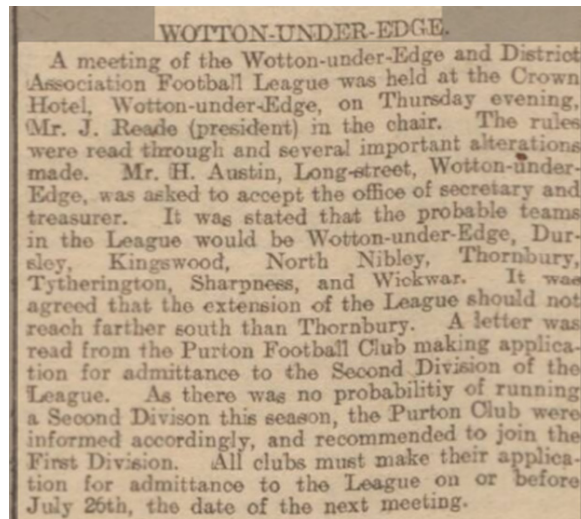 WOTTON-UNDER-EDGE.
A meeting of the Wotton-under-Edge and District
Association Football League was held at the Crown
Hotel, Wotton-under-Edge, on Thursday evening,
Mr. J. Reade (president) in the chair. The rules
were read through and several important alterations
made. Mr. H. Austin, Long-street, Wotton-under-
Edge, was asked to accept the office of secretary and
treasurer. It was stated that the probable teams
in the League would be Wotton-under-Edge, Dur-
sley, Kingswood, North Nibley, Thornbury,
Tytherington, Sharpness, and Wickwar. It was
agreed that the extension of the League should not
reach farther south than Thornbury. A letter was
read from the Purton Football Club making applica-
tion for admittance to the Second Division of the
League. As there was no probabilitiy of running
a Second Divison this season, the Purton Club were
informed accordingly, and recommended to join the
First Division. All clubs must make their applica-
tion for admittance to the League on or before
July 26th, the date of the next meeting.